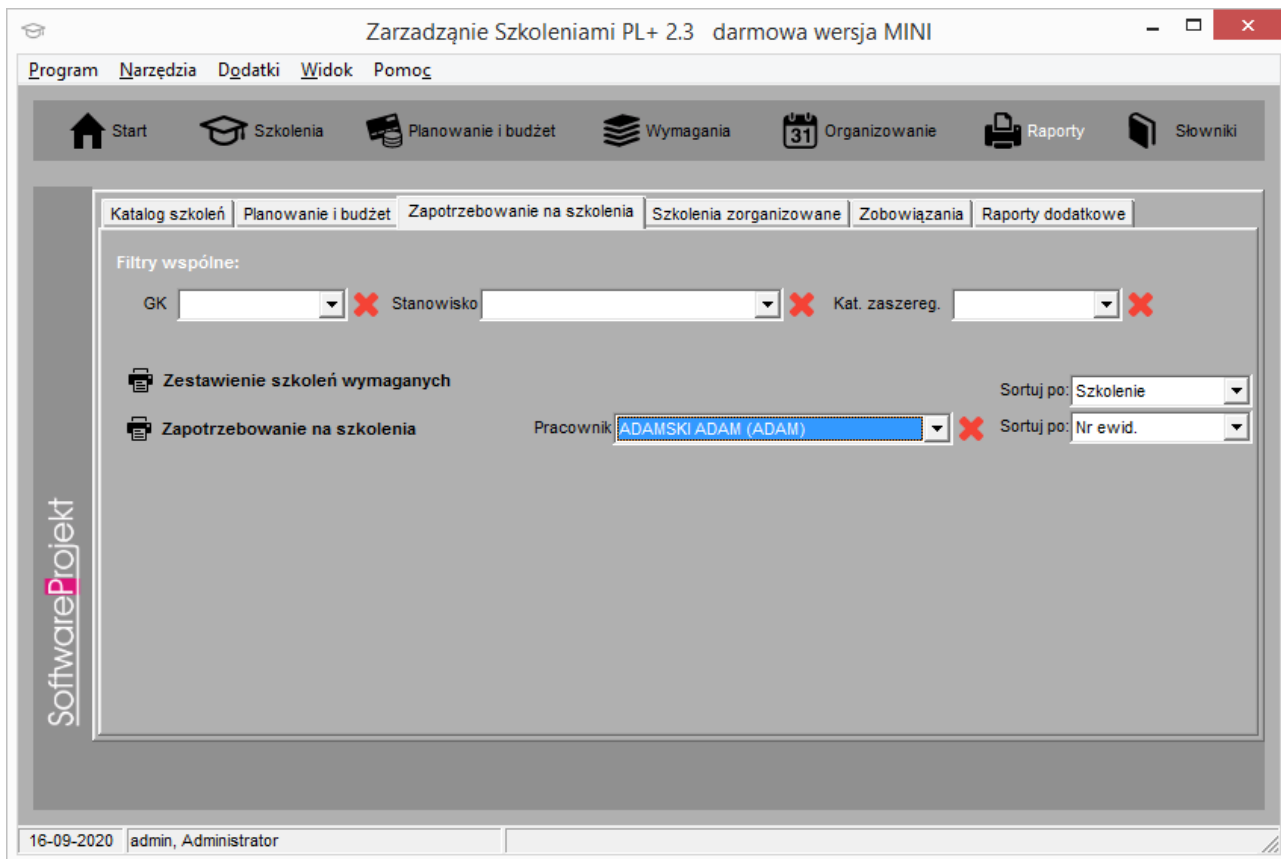 Zarzadząnie Szkoleniami PL+ 2.3 darmowa wersja MINI
Program Narzędzia Dodatki Widok Pomoc
Start Szkolenia Planowanie i budżet Wymagania 31 Organizowanie Raporty Słowniki
Katalog szkoleń Planowanie i budżet Zapotrzebowanie na szkolenia Szkolenia zorganizowane Zobowiązania Raporty dodatkowe
Filtry wspólne:
GK Stanowisko Kat. zaszereg.
Zestawienie szkoleń wymaganych
Sortuj po: Szkolenie
Zapotrzebowanie na szkolenia Pracownik ADAMSKI ADAM (ADAM) Sortuj po: Nr ewid.
SoftwareProjekt
16-09-2020 admin, Administrator